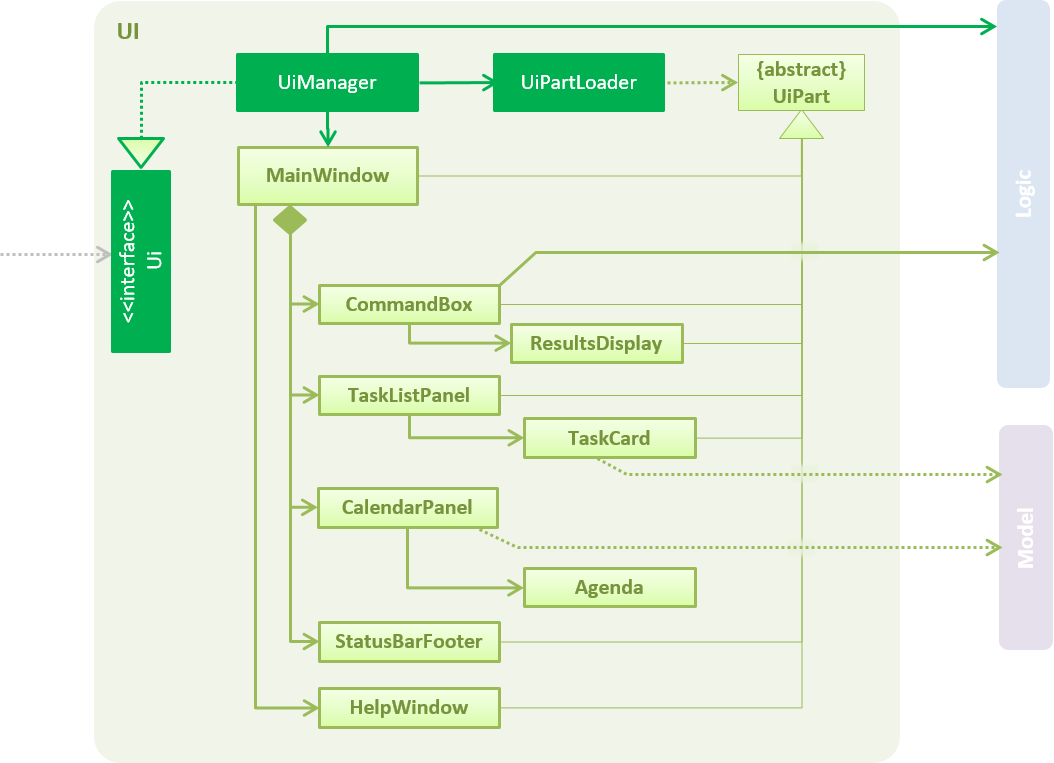 UI
UiManager
UiPartLoader
{abstract}
UiPart
MainWindow
<<interface>>
Ui
Logic
CommandBox
ResultsDisplay
TaskListPanel
TaskCard
CalendarPanel
Model
Agenda
StatusBarFooter
HelpWindow